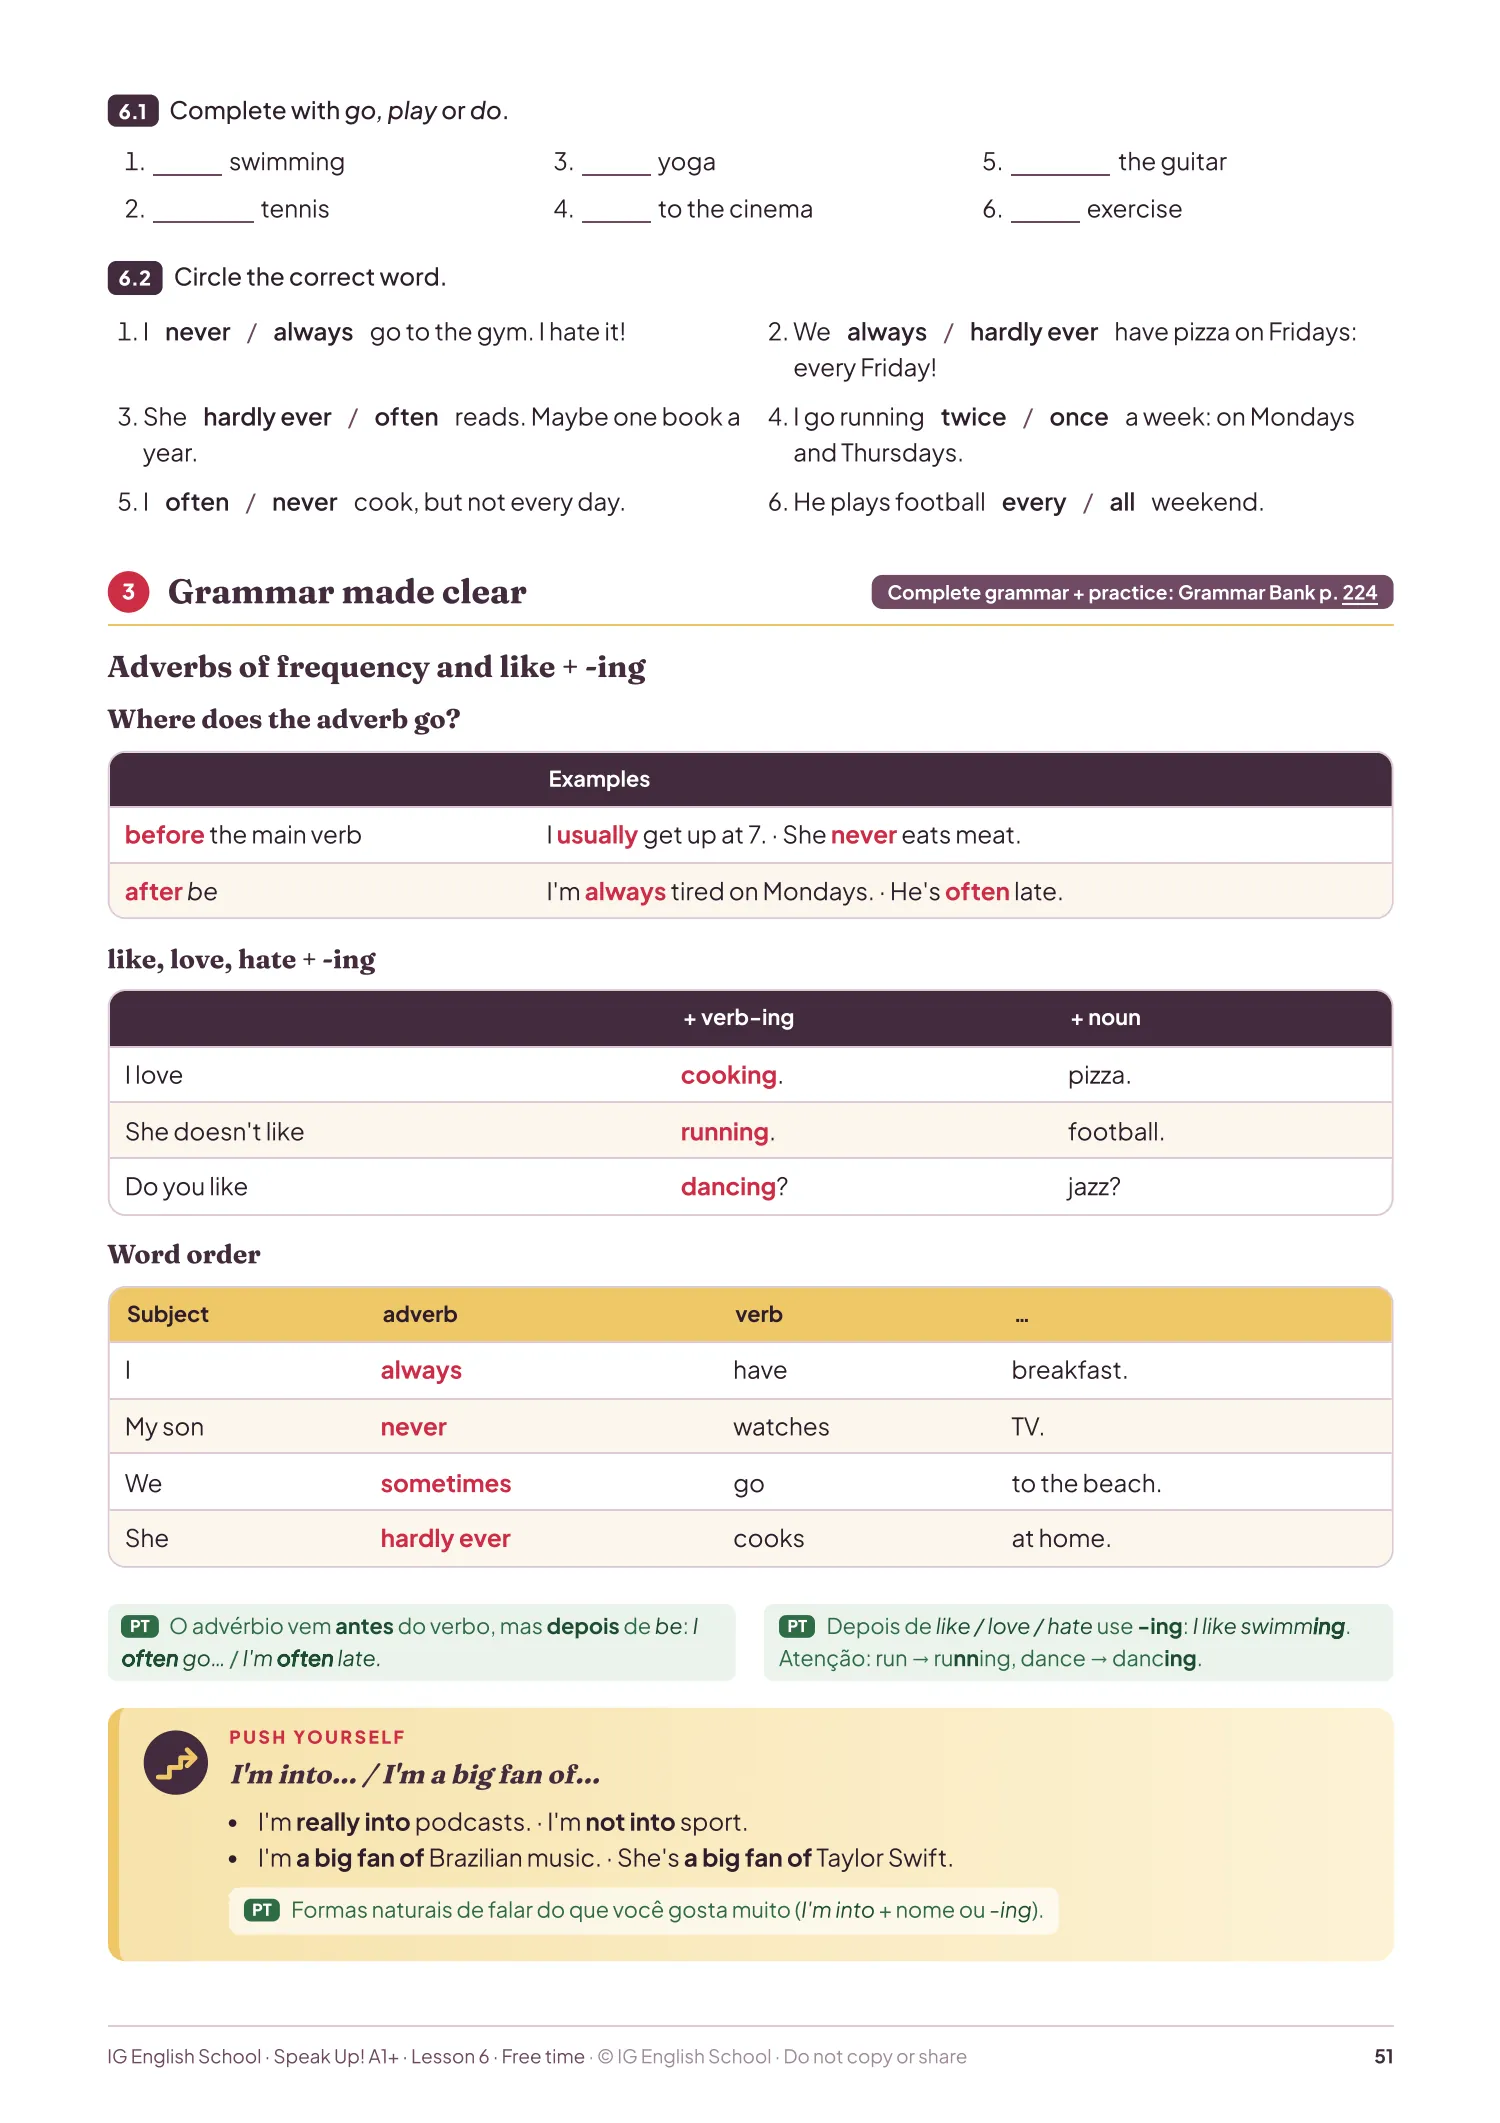 6.1 Complete with go, play or do.
1. _____ swimming
3. _____ yoga
5. _______ the guitar
2. _______ tennis
4. _____ to the cinema
6. _____ exercise
6.2 Circle the correct word.
1. I never / always go to the gym. I hate it!
2. We always / hardly ever have pizza on Fridays:
every Friday!
3. She hardly ever / often reads. Maybe one book a
year.
4. I go running twice / once a week: on Mondays
and Thursdays.
5. I often / never cook, but not every day.
6. He plays football every / all weekend.
3 Grammar made clear
Complete grammar + practice: Grammar Bank p. 224
Adverbs of frequency and like + -ing
Where does the adverb go?
Examples
before the main verb I usually get up at 7. · She never eats meat.
after be I'm always tired on Mondays. · He's often late.
like, love, hate + -ing
+ verb-ing + noun
I love cooking. pizza.
She doesn't like running. football.
Do you like dancing? jazz?
Word order
Subject adverb verb …
I always have breakfast.
My son never watches TV.
We sometimes go to the beach.
She hardly ever cooks at home.
PT O advérbio vem antes do verbo, mas depois de be: I
often go… / I'm often late.
PT Depois de like / love / hate use -ing: I like swimming.
Atenção: run → running, dance → dancing.
PUSH YOURSELF
I'm into… / I'm a big fan of…
• I'm really into podcasts. · I'm not into sport.
• I'm a big fan of Brazilian music. · She's a big fan of Taylor Swift.
PT Formas naturais de falar do que você gosta muito (I'm into + nome ou -ing).
IG English School · Speak Up! A1+ · Lesson 6 · Free time · © IG English School · Do not copy or share
51